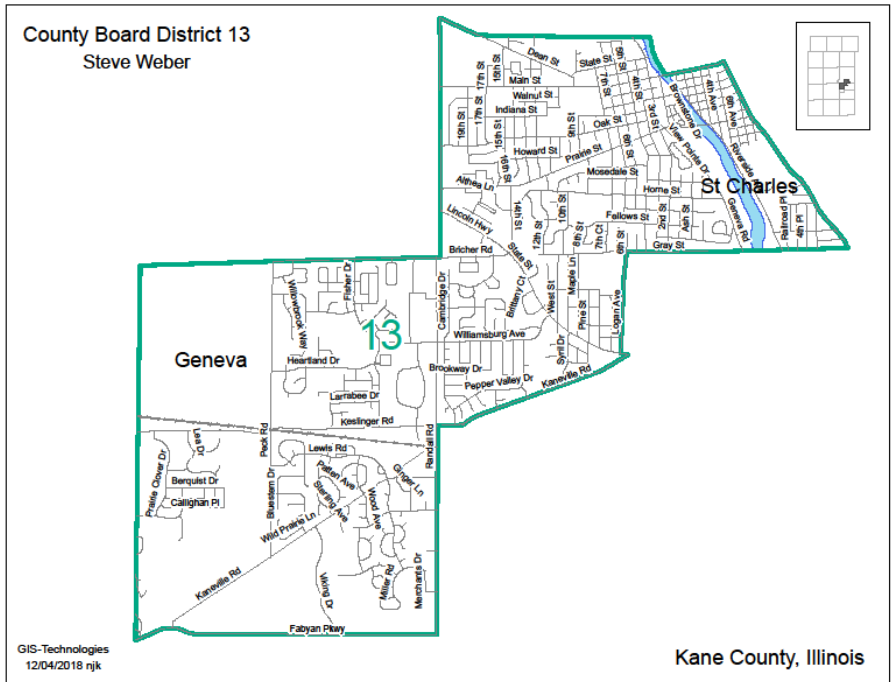 County Board District 13
Steve Weber
Dean St
State St
5th St
17th St
16th St
Main St
7th St
4th St
4th Ave
6th Ave
Walnut St
Indiana St
Brownstone Dr
3rd St
19th St
17th St
15th St
9th St
Oak St
6th St
View Pointe Dr
Howard St
Prairie St
16th St
Riverside
Mosedale St
Althea Ln
Horne St
St Charles
14th St
10th St
Lincoln Hwy
12th St
8th St
7th Ct
Fellows St
2nd St
Ash St
Geneva Rd
Railroad Pl
4th Pl
State St
6th St
Gray St
Bricher Rd
Fisher Dr
Willowbrook Way
Cambridge Dr
Brittany Ct
West St
Maple Ln
Pine St
Logan Ave
13
Williamsburg Ave
Geneva
Heartland Dr
Syril Dr
Brookway Dr
Pepper Valley Dr
Kaneville Rd
Larrabee Dr
Keslinger Rd
Peck Rd
Randall Rd
Lea Dr
Lewis Rd
Prairie Clover Dr
Berquist Dr
Patten Ave
Ginger Ln
Bluestem Dr
Sterling Ave
Wood Ave
Callighan Pl
Wild Prairie Ln
Kaneville Rd
Viking Dr
Miller Rd
Merchants Dr
Fabyan Pkwy
GIS-Technologies
12/04/2018 njk
Kane County, Illinois